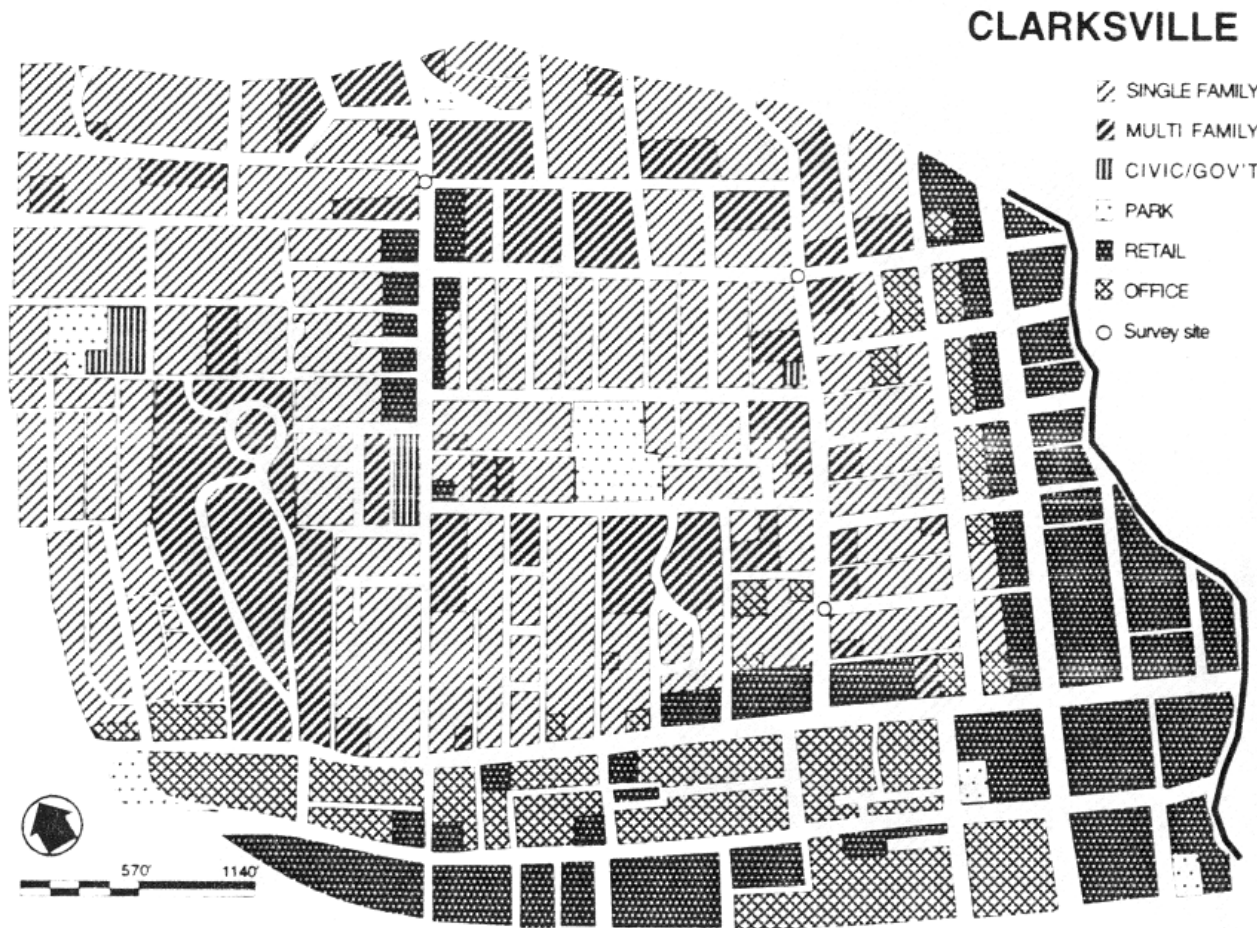 CLARKSVILLE
SINGLE FAMILY
MULTI FAMILY
CIVIC/GOV'T
PARK
RETAIL
OFFICE
Survey site
570'
1140'